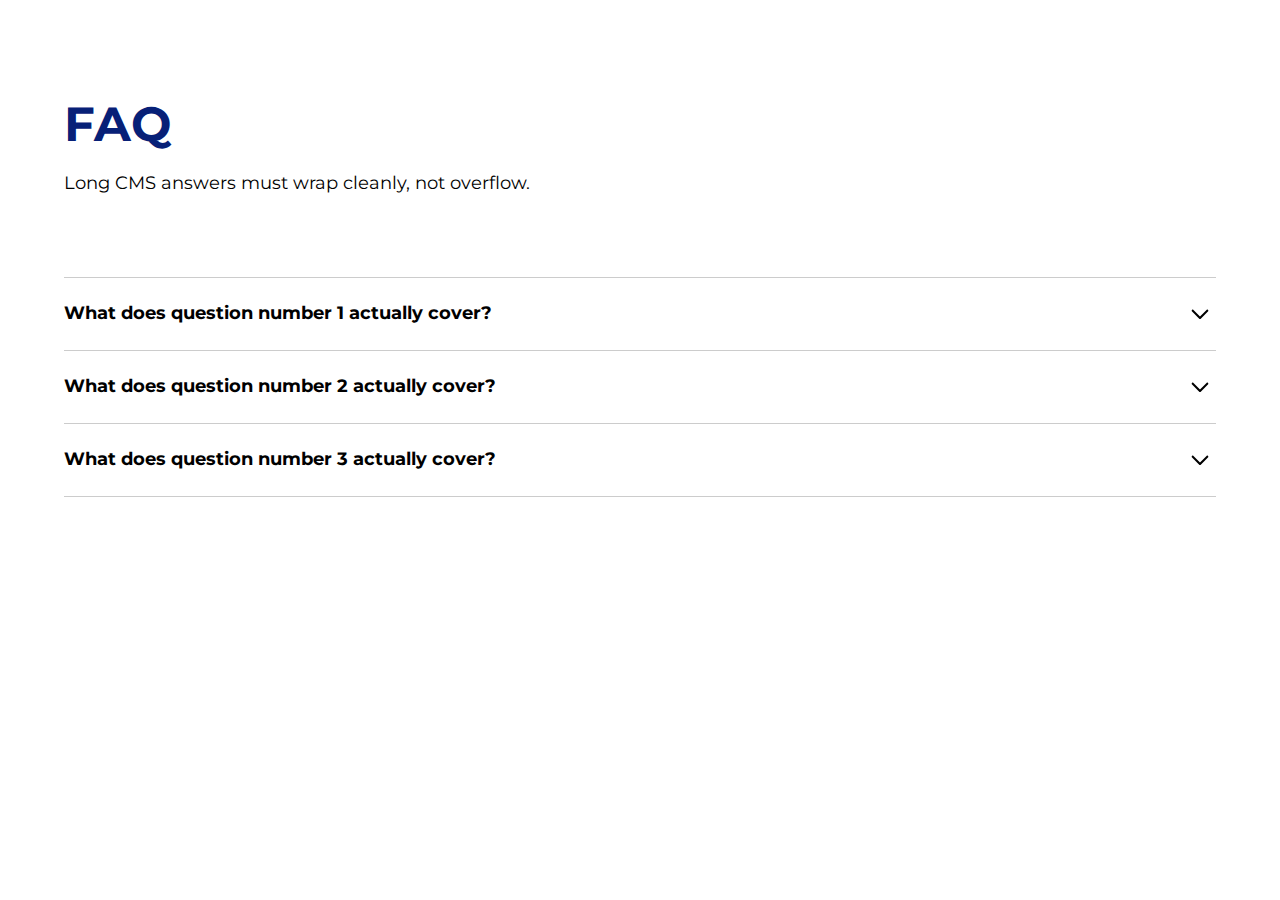 FAQ
Long CMS answers must wrap cleanly, not overflow.
What does question number 1 actually cover?
What does question number 2 actually cover?
What does question number 3 actually cover?